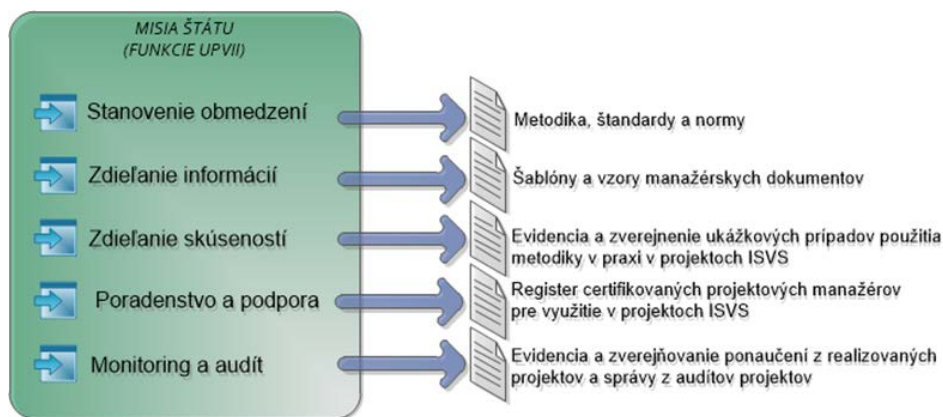 MISIA ŠTÁTU
(FUNKCIE UPVII)
Stanovenie obmedzení
Metodika, štandardy a normy
Zdieľanie informácií
Šablóny a vzory manažérskych dokumentov
Zdieľanie skúseností
Evidencia a zverejnenie ukážkových prípadov použitia
metodiky v praxi v projektoch ISVS
Poradenstvo a podpora
Register certifikovaných projektových manažérov
pre využitie v projektoch ISVS
Monitoring a audít
Evidencia a zverejňovanie ponaučení z realizovaných
projektov a správy z audítov projektov